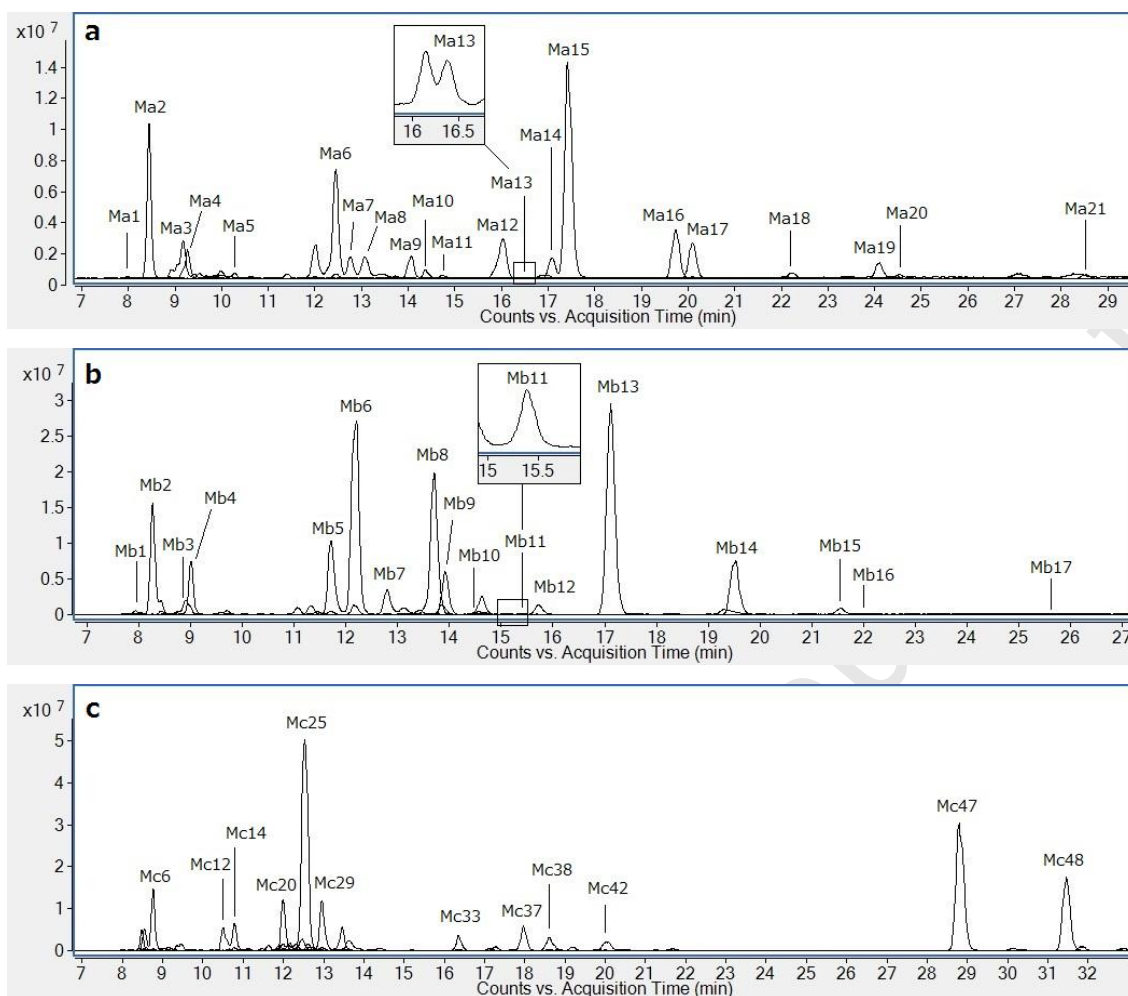 x10 7
a
1.4
1.2
1
0.8
0.6
0.4
0.2
0
Ma1
Ma2
Ma3
Ma4
Ma5
Ma6
Ma7
Ma8
Ma9
Ma10
Ma11
Ma12
Ma13
16 16.5
Ma13
Ma14
Ma15
Ma16
Ma17
Ma18
Ma19
Ma20
Ma21
7 8 9 10 11 12 13 14 15 16 17 18 19 20 21 22 23 24 25 26 27 28 29
Counts vs. Acquisition Time (min)
x10 7
b
3
2.5
2
1.5
1
0.5
0
Mb1
Mb2
Mb3
Mb4
Mb5
Mb6
Mb7
Mb8
Mb9
Mb10
Mb11
15 15.5
Mb11
Mb12
Mb13
Mb14
Mb15
Mb16
Mb17
7 8 9 10 11 12 13 14 15 16 17 18 19 20 21 22 23 24 25 26 27
Counts vs. Acquisition Time (min)
x10 7
c
5
4
3
2
1
0
Mc6
Mc12
Mc14
Mc20
Mc25
Mc29
Mc33
Mc37
Mc38
Mc42
Mc47
Mc48
8 9 10 11 12 13 14 15 16 17 18 19 20 21 22 23 24 25 26 27 28 29 30 31 32
Counts vs. Acquisition Time (min)